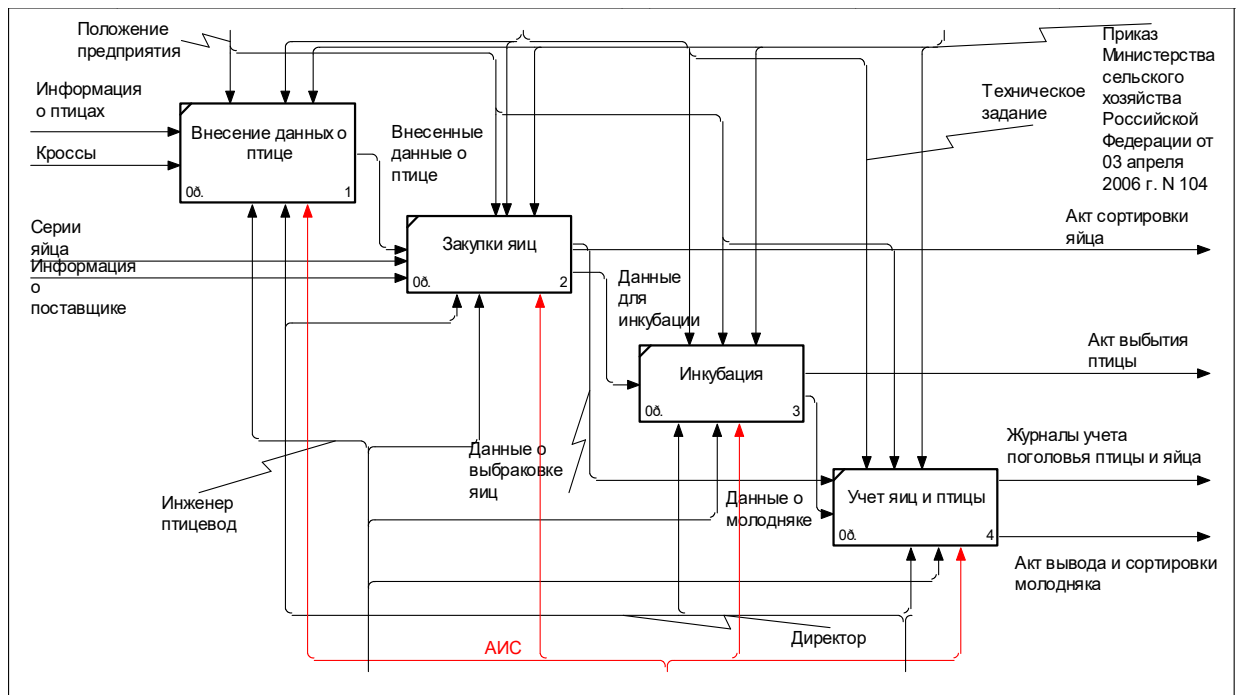 Положение
предприятия
Информация
о птицах
Кроссы
Внесение данных о
птице
0ð.
1
Внесенные
данные о
птице
Приказ
Министерства
сельского
хозяйства
Российской
Федерации от
03 апреля
2006 г. N 104
Техническое
задание
Серии
яйца
Информация
о
поставщике
Закупки яиц
0ð.
2
Акт сортировки
яйца
Данные
для
инкубации
Инкубация
0ð.
3
Акт выбытия
птицы
Данные о
выбраковке
яиц
Журналы учета
поголовья птицы и яйца
Инженер
птицевод
Данные о
молодняке
Учет яиц и птицы
0ð.
4
Акт вывода и сортировки
молодняка
Директор
АИС